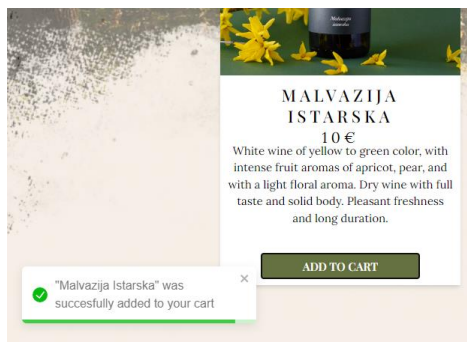 Malvazija
istarska
MALVAZIJA
ISTARSKA
10 €
White wine of yellow to green color, with
intense fruit aromas of apricot, pear, and
with a light floral aroma. Dry wine with full
taste and solid body. Pleasant freshness
and long duration.
ADD TO CART
"Malvazija Istarska" was
succesfully added to your cart